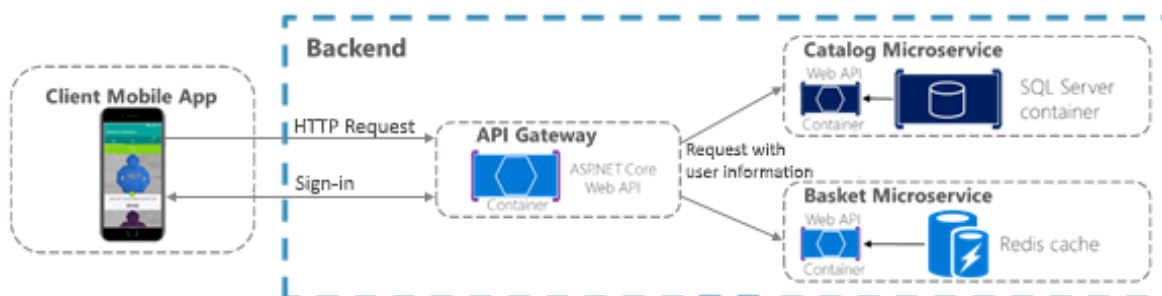 Backend
Client Mobile App
HTTP Request
Sign-in
API Gateway
ASP.NET Core
Web API
Container
Request with
user information
Catalog Microservice
Web API
Container
SQL Server
container
Basket Microservice
Web API
Container
Redis cache